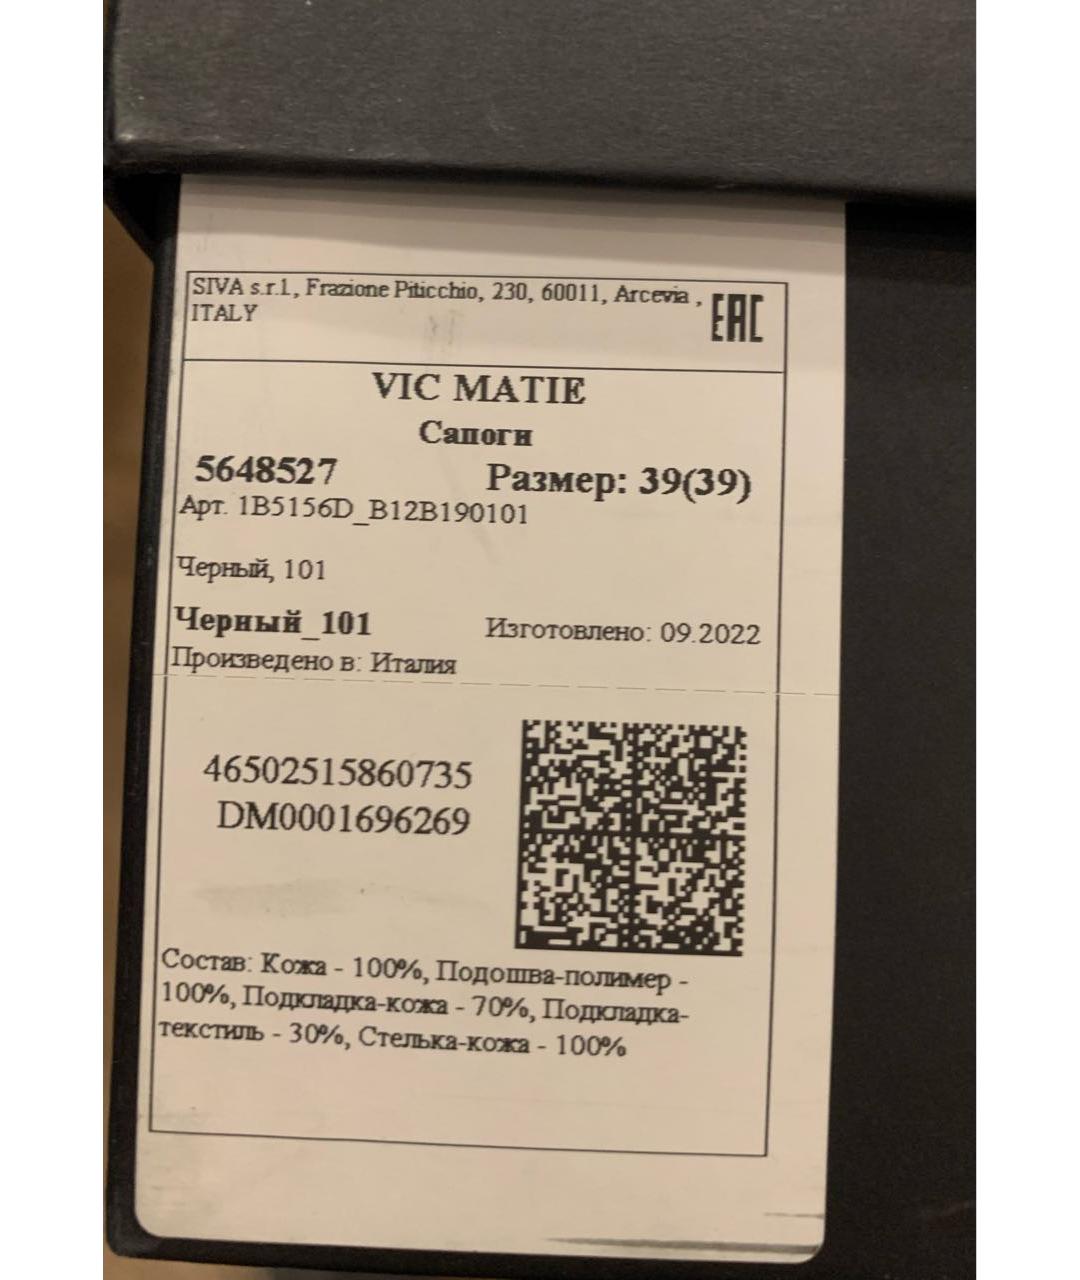 SIVA s.r.l, Frazione Piticchio, 230, 60011, Arcevia ,
ITALY
EAC
VIC MATIE
Сапоги
5648527 Размер: 39(39)
Арт. 1B5156D_B12B190101
Черный, 101
Черный_101 Изготовлено: 09.2022
Произведено в: Италия
46502515860735
DM0001696269
Состав: Кожа - 100%, Подошва-полимер -
100%, Подкладка-кожа - 70%, Подкладка-
текстиль - 30%, Стелька-кожа - 100%